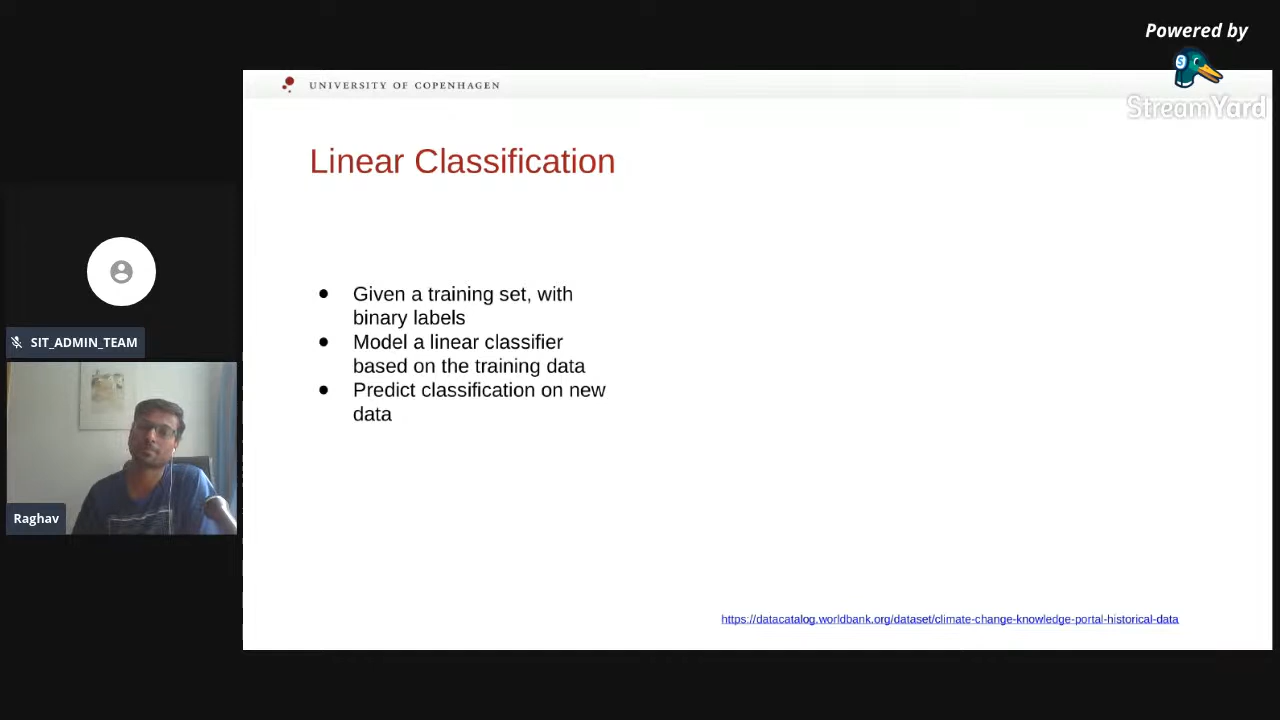 Powered by
S
StreamYard
UNIVERSITY OF COPENHAGEN
Linear Classification
● Given a training set, with
binary labels
● Model a linear classifier
based on the training data
● Predict classification on new
data
SIT_ADMIN_TEAM
Raghav
https://datacatalog.worldbank.org/dataset/climate-change-knowledge-portal-historical-data